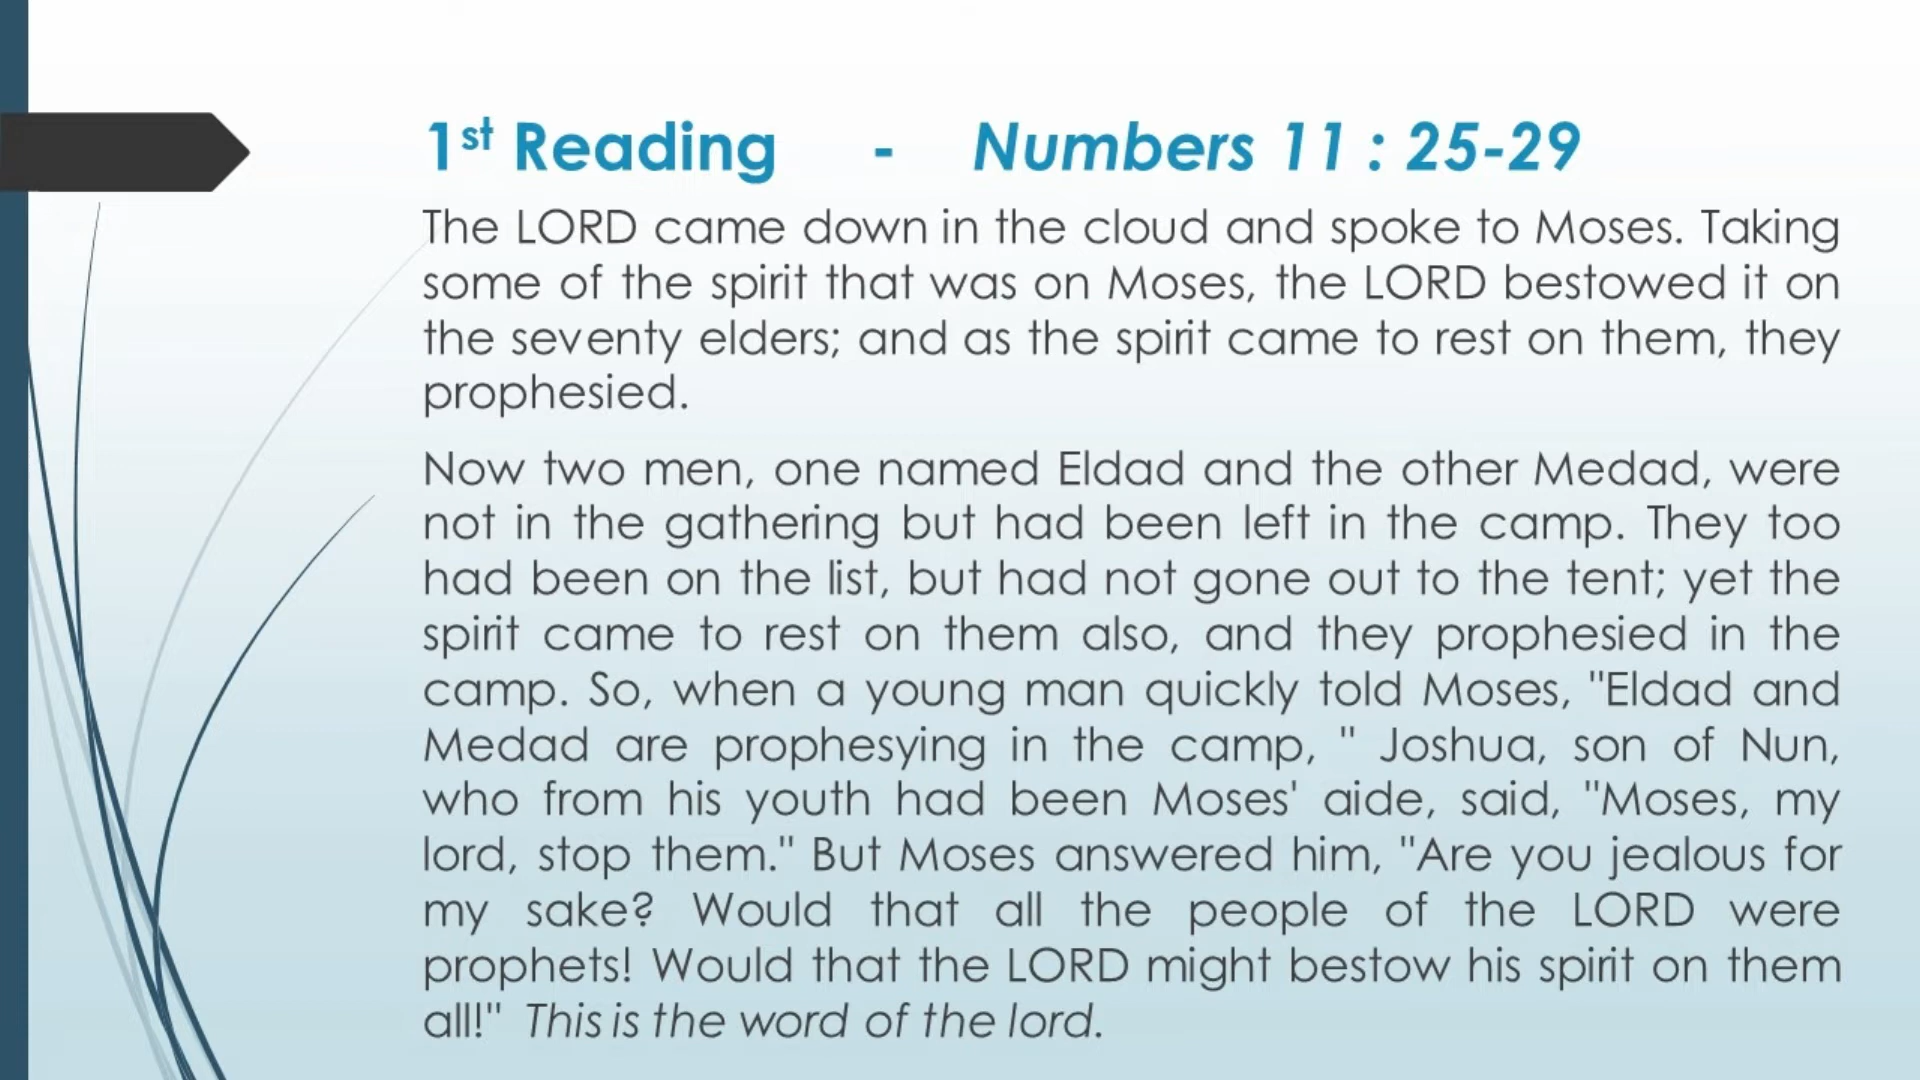 1st Reading - Numbers 11 : 25-29
The LORD came down in the cloud and spoke to Moses. Taking
some of the spirit that was on Moses, the LORD bestowed it on
the seventy elders; and as the spirit came to rest on them, they
prophesied.
Now two men, one named Eldad and the other Medad, were
not in the gathering but had been left in the camp. They too
had been on the list, but had not gone out to the tent; yet the
spirit came to rest on them also, and they prophesied in the
camp. So, when a young man quickly told Moses, "Eldad and
Medad are prophesying in the camp, " Joshua, son of Nun,
who from his youth had been Moses' aide, said, "Moses, my
lord, stop them." But Moses answered him, "Are you jealous for
my sake? Would that all the people of the LORD were
prophets! Would that the LORD might bestow his spirit on them
all!" This is the word of the lord.